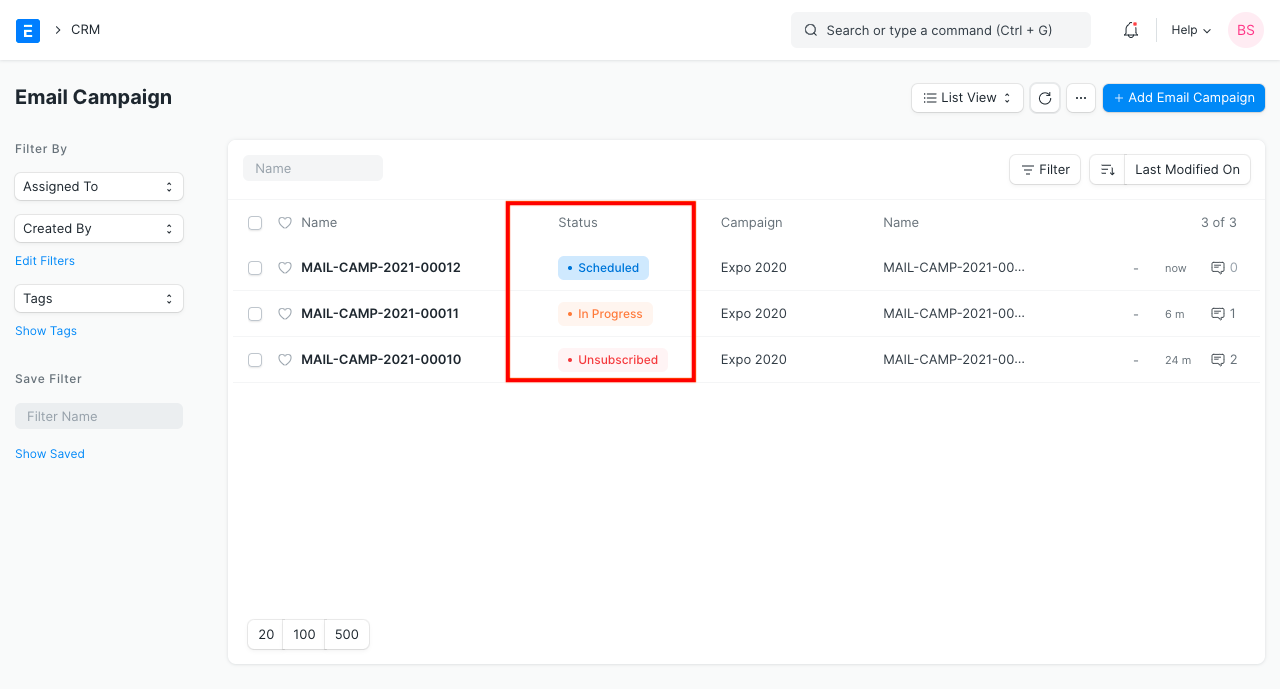 E CRM Search or type a command (Ctrl + G) Help BS
Email Campaign List View ... + Add Email Campaign
Filter By
Assigned To
Created By
Edit Filters
Tags
Show Tags
Save Filter
Filter Name
Show Saved
Name Filter Last Modified On
Name Status Campaign Name 3 of 3
MAIL-CAMP-2021-00012 • Scheduled Expo 2020 MAIL-CAMP-2021-00... - now 0
MAIL-CAMP-2021-00011 • In Progress Expo 2020 MAIL-CAMP-2021-00... - 6 m 1
MAIL-CAMP-2021-00010 • Unsubscribed Expo 2020 MAIL-CAMP-2021-00... - 24 m 2
20 100 500